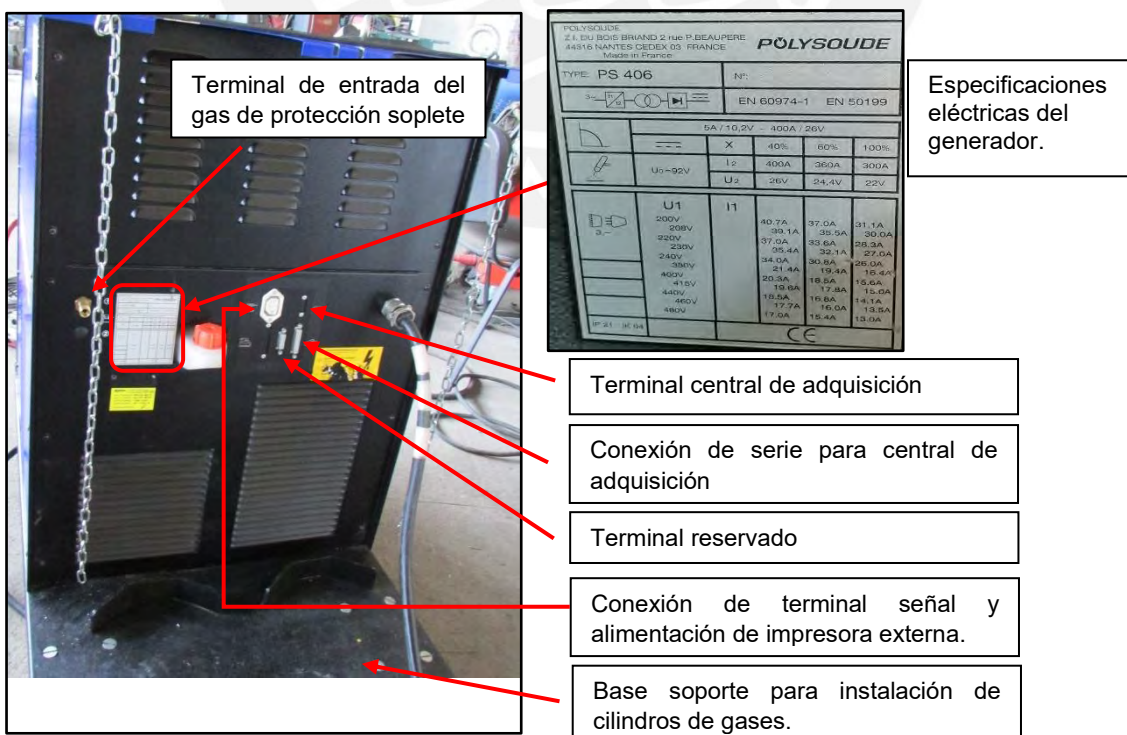 Terminal de entrada del
gas de protección soplete
POLYSOUDE
Z.I. DU BOIS BRIAND 2 rue P.BEAUPERE
44316 NANTES CEDEX 03 FRANCE
Made in France
POLYSOUDE
TYPE: PS 406
N°:
3~
EN 60974-1 EN 50199
5A / 10,2V - 400A / 26V
X 40% 60% 100%
U0=92V
I2 400A 360A 300A
U2 26V 24,4V 22V
U1 I1
3~
200V 40.7A 37.0A 31.1A
208V 39.1A 35.5A 30.0A
220V 37.0A 33.6A 28.3A
230V 35.4A 32.1A 27.0A
240V 34.0A 30.8A 26.0A
380V 21.4A 19.4A 16.4A
400V 20.3A 18.5A 15.6A
415V 19.6A 17.8A 15.0A
440V 18.5A 16.8A 14.1A
460V 17.7A 15.4A 13.5A
480V 17.0A 13.0A
IP 21 IK 04
CE
Especificaciones
eléctricas del
generador.
Terminal central de adquisición
Conexión de serie para central de
adquisición
Terminal reservado
Conexión de terminal señal y
alimentación de impresora externa.
Base soporte para instalación de
cilindros de gases.